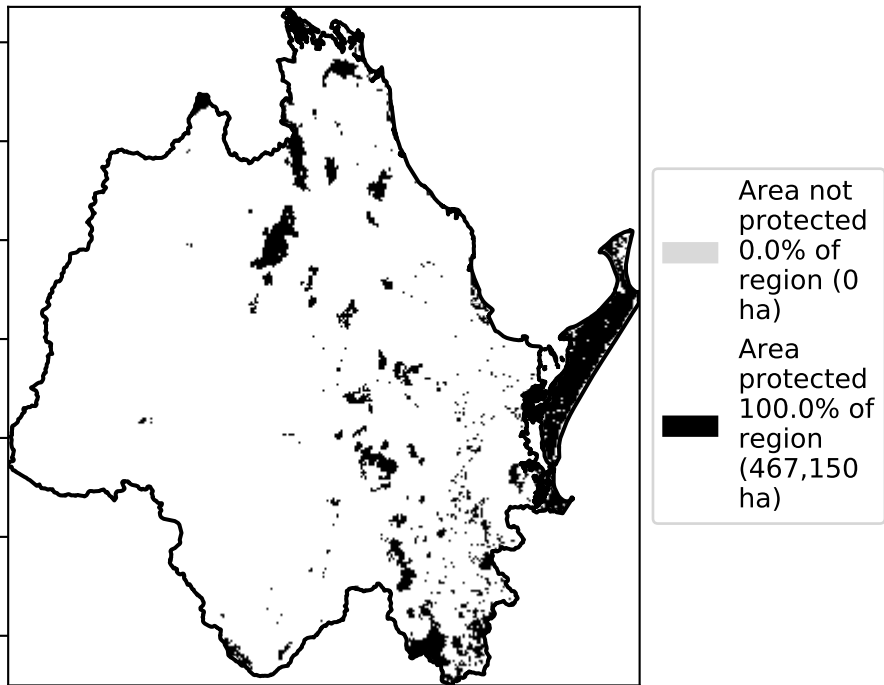 Area not
protected
0.0% of
region (0
ha)
Area
protected
100.0% of
region
(467,150
ha)